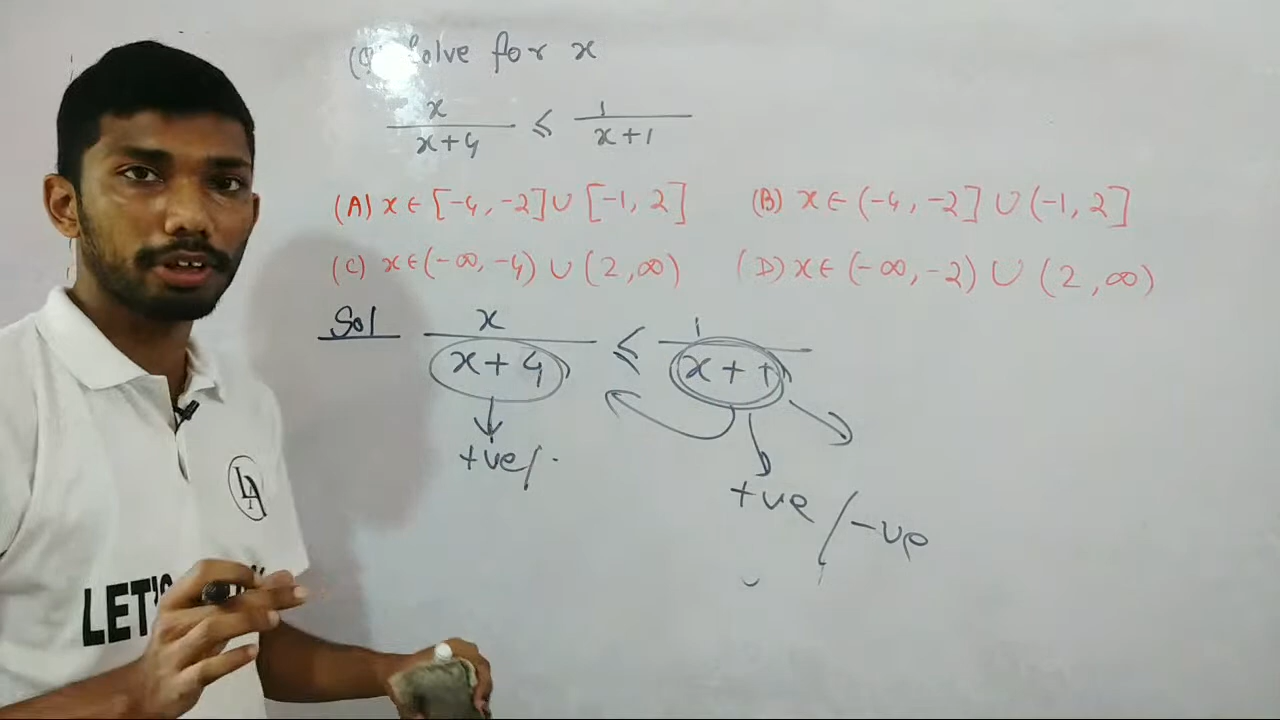 (Q) Solve for x
x/(x+4) ≤ 1/(x+1)
(A) x ∈ [-4, -2] ∪ [-1, 2] (B) x ∈ (-4, -2] ∪ (-1, 2]
(C) x ∈ (-∞, -4) ∪ (2, ∞) (D) x ∈ (-∞, -2) ∪ (2, ∞)
Sol x/(x+4) ≤ 1/(x+1)
+ve/
+ve/-ve
LA
LET'S